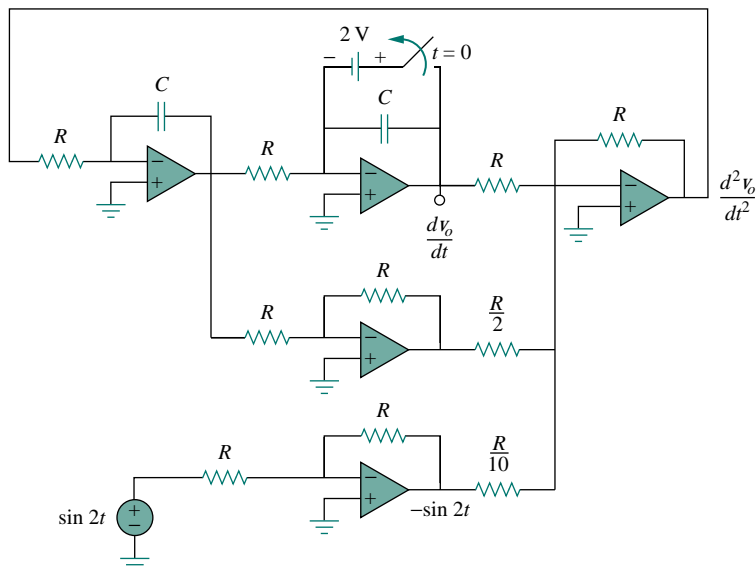 2 V
− +
t = 0
C
C
R
R
R
R
−
+
−
+
−
+
dv_o/dt
d²v_o/dt²
R
R
R/2
−
+
R
R
R/10
−
+
sin 2t
+
−
−sin 2t